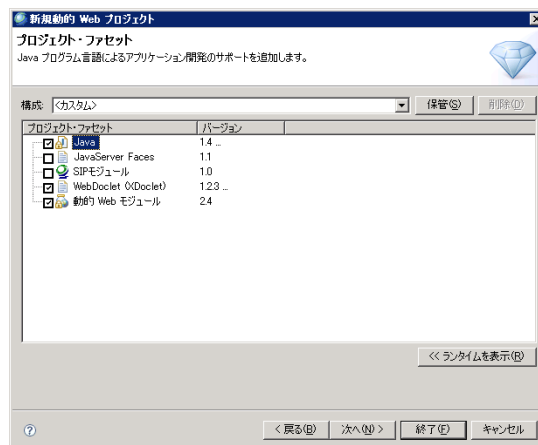 新規動的 Web プロジェクト
プロジェクト・ファセット
Java プログラム言語によるアプリケーション開発のサポートを追加します。
構成: <カスタム> 保管(S) 削除(D)
プロジェクト・ファセット バージョン
Java 1.4 ..
JavaServer Faces 1.1
SIPモジュール 1.0
WebDoclet (XDoclet) 1.2.3 ..
動的 Web モジュール 2.4
<< ランタイムを表示(R)
< 戻る(B) 次へ(N) > 終了(F) キャンセル